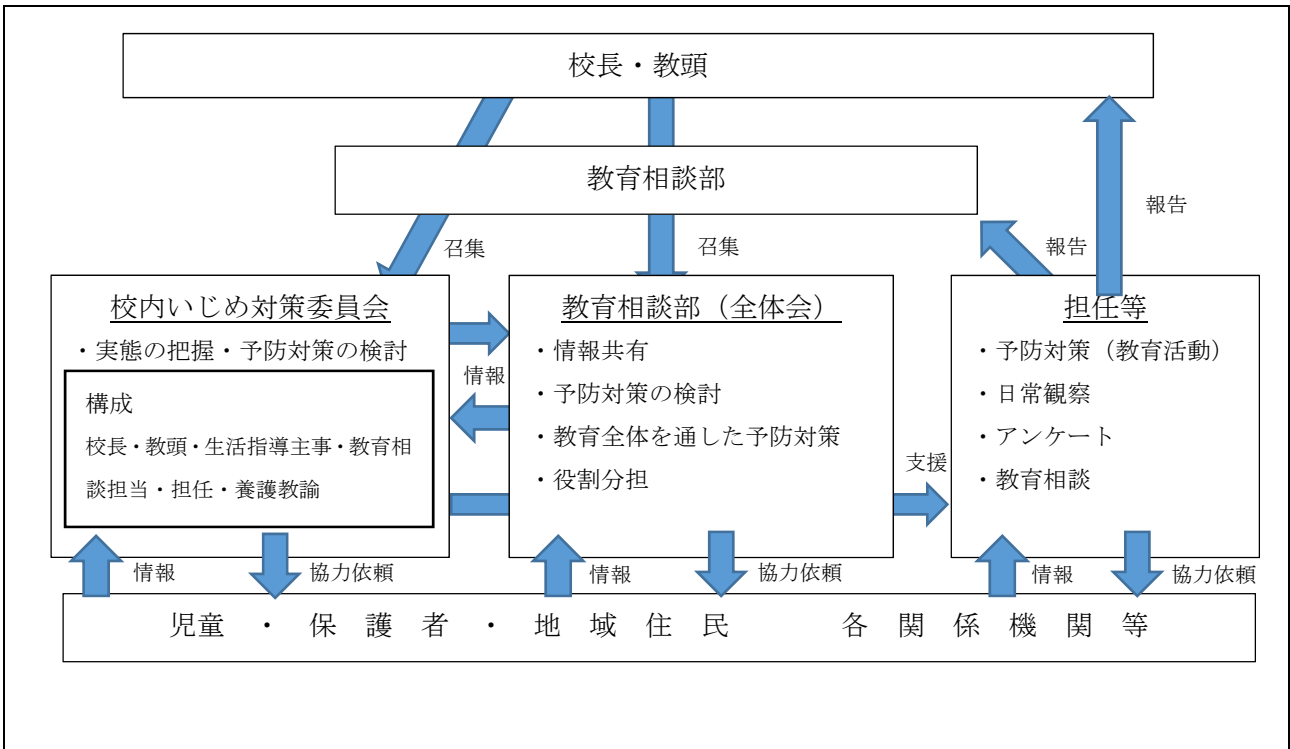 校長・教頭
教育相談部
報告
召集
召集
報告
校内いじめ対策委員会
・実態の把握・予防対策の検討
構成
校長・教頭・生活指導主事・教育相
談担当・担任・養護教諭
情報
教育相談部（全体会）
・情報共有
・予防対策の検討
・教育全体を通した予防対策
・役割分担
支援
担任等
・予防対策（教育活動）
・日常観察
・アンケート
・教育相談
情報
協力依頼
情報
協力依頼
情報
協力依頼
児童・保護者・地域住民　各関係機関等